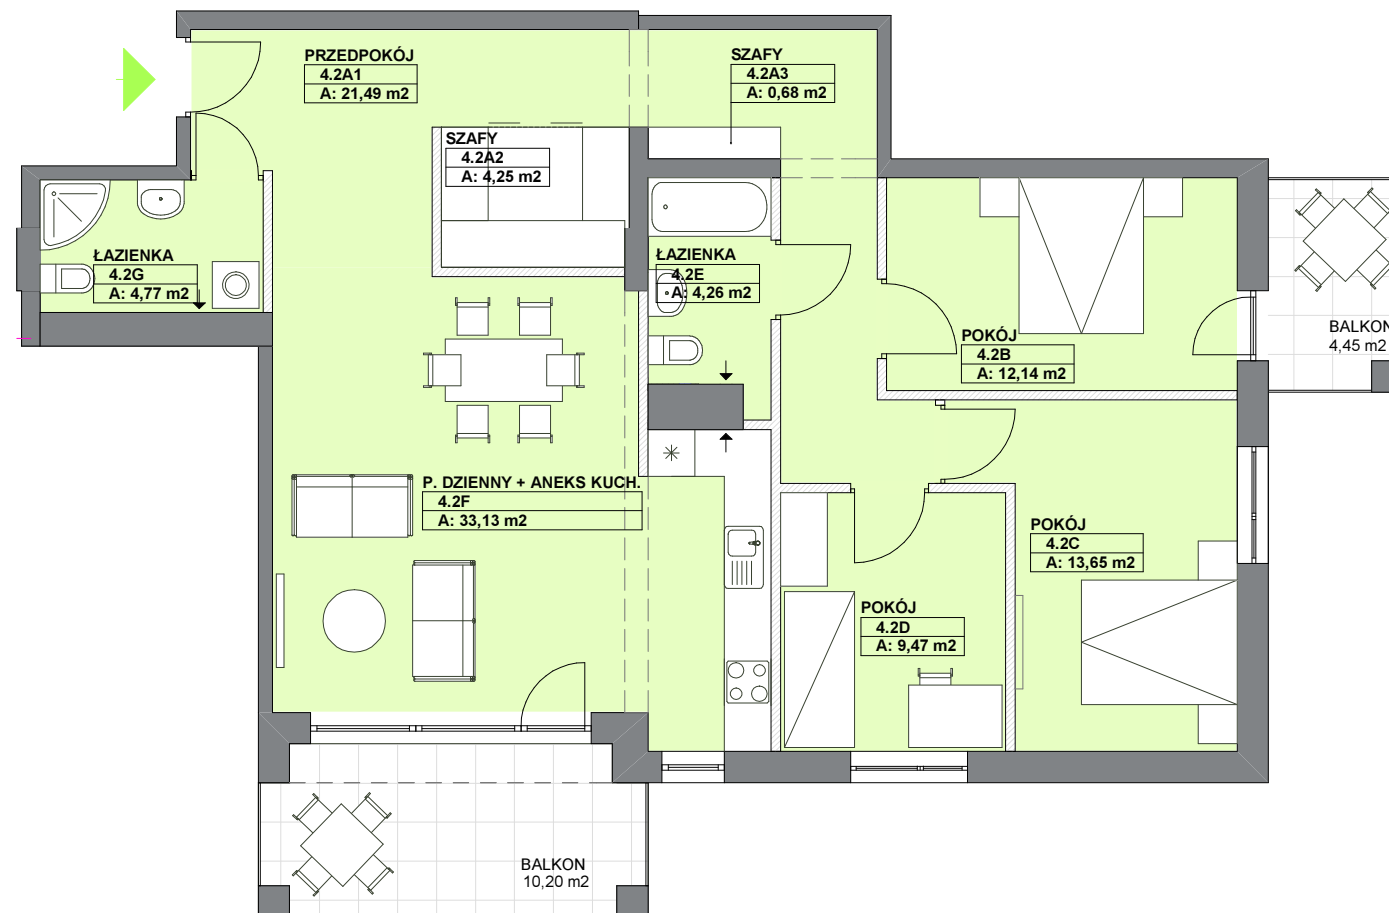 PRZEDPOKÓJ
4.2A1
A: 21,49 m2
SZAFY
4.2A3
A: 0,68 m2
SZAFY
4.2A2
A: 4,25 m2
ŁAZIENKA
4.2G
A: 4,77 m2
ŁAZIENKA
4.2E
A: 4,26 m2
POKÓJ
4.2B
A: 12,14 m2
BALKON
4,45 m2
P. DZIENNY + ANEKS KUCH.
4.2F
A: 33,13 m2
POKÓJ
4.2C
A: 13,65 m2
POKÓJ
4.2D
A: 9,47 m2
BALKON
10,20 m2